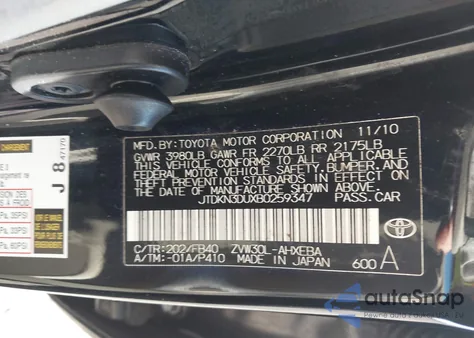 MFD. BY: TOYOTA MOTOR CORPORATION 11/10
GVWR 3980LB GAWR FR 2270LB RR 2175LB
THIS VEHICLE CONFORMS TO ALL APPLICABLE
FEDERAL MOTOR VEHICLE SAFETY, BUMPER, AND
THEFT PREVENTION STANDARDS IN EFFECT ON
THE DATE OF MANUFACTURE SHOWN ABOVE.
JTDKN3DUXB0259347 PASS.CAR
C/TR: 202/FB40 ZVW30L-AHXEBA
A/TM: -01A/P410 MADE IN JAPAN 600 A
J 8
47170
autoSnap